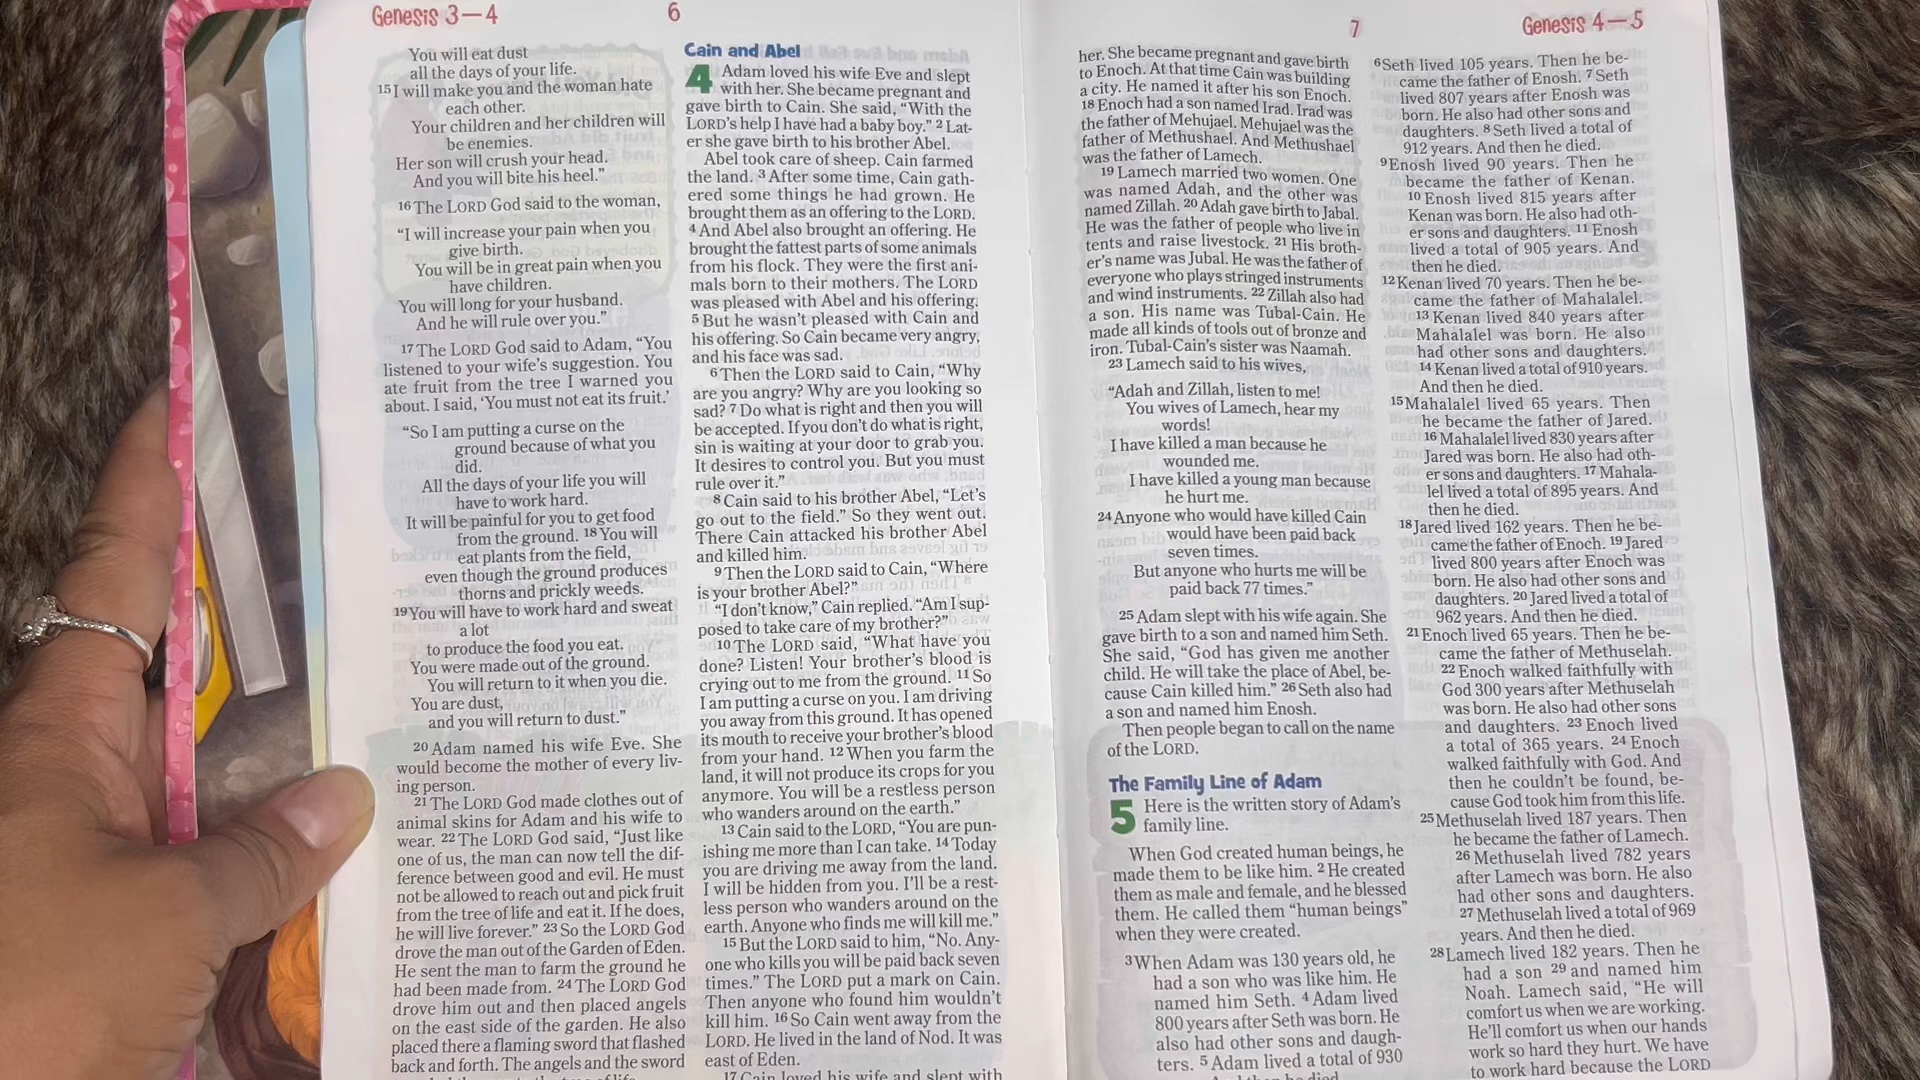 Genesis 3—4
6
You will eat dust
all the days of your life.
15 I will make you and the woman hate
each other.
Your children and her children will
be enemies.
Her son will crush your head.
And you will bite his heel.”
16 The LORD God said to the woman,
“I will increase your pain when you
give birth.
You will be in great pain when you
have children.
You will long for your husband.
And he will rule over you.”
17 The LORD God said to Adam, “You
listened to your wife’s suggestion. You
ate fruit from the tree I warned you
about. I said, ‘You must not eat its fruit.’
“So I am putting a curse on the
ground because of what you
did.
All the days of your life you will
have to work hard.
It will be painful for you to get food
from the ground. 18 You will
eat plants from the field,
even though the ground produces
thorns and prickly weeds.
19 You will have to work hard and sweat
a lot
to produce the food you eat.
You were made out of the ground.
You will return to it when you die.
You are dust,
and you will return to dust.”
20 Adam named his wife Eve. She
would become the mother of every liv-
ing person.
21 The LORD God made clothes out of
animal skins for Adam and his wife to
wear. 22 The LORD God said, “Just like
one of us, the man can now tell the dif-
ference between good and evil. He must
not be allowed to reach out and pick fruit
from the tree of life and eat it. If he does,
he will live forever.” 23 So the LORD God
drove the man out of the Garden of Eden.
He sent the man to farm the ground he
had been made from. 24 The LORD God
drove him out and then placed angels
on the east side of the garden. He also
placed there a flaming sword that flashed
back and forth. The angels and the sword
Cain and Abel
4 Adam loved his wife Eve and slept
with her. She became pregnant and
gave birth to Cain. She said, “With the
LORD’s help I have had a baby boy.” 2 Lat-
er she gave birth to his brother Abel.
Abel took care of sheep. Cain farmed
the land. 3 After some time, Cain gath-
ered some things he had grown. He
brought them as an offering to the LORD.
4 And Abel also brought an offering. He
brought the fattest parts of some animals
from his flock. They were the first ani-
mals born to their mothers. The LORD
was pleased with Abel and his offering.
5 But he wasn’t pleased with Cain and
his offering. So Cain became very angry,
and his face was sad.
6 Then the LORD said to Cain, “Why
are you angry? Why are you looking so
sad? 7 Do what is right and then you will
be accepted. If you don’t do what is right,
sin is waiting at your door to grab you.
It desires to control you. But you must
rule over it.”
8 Cain said to his brother Abel, “Let’s
go out to the field.” So they went out.
There Cain attacked his brother Abel
and killed him.
9 Then the LORD said to Cain, “Where
is your brother Abel?”
“I don’t know,” Cain replied. “Am I sup-
posed to take care of my brother?”
10 The LORD said, “What have you
done? Listen! Your brother’s blood is
crying out to me from the ground. 11 So
I am putting a curse on you. I am driving
you away from this ground. It has opened
its mouth to receive your brother’s blood
from your hand. 12 When you farm the
land, it will not produce its crops for you
anymore. You will be a restless person
who wanders around on the earth.”
13 Cain said to the LORD, “You are pun-
ishing me more than I can take. 14 Today
you are driving me away from the land.
I will be hidden from you. I’ll be a rest-
less person who wanders around on the
earth. Anyone who finds me will kill me.”
15 But the LORD said to him, “No. Any-
one who kills you will be paid back seven
times.” The LORD put a mark on Cain.
Then anyone who found him wouldn’t
kill him. 16 So Cain went away from the
LORD. He lived in the land of Nod. It was
east of Eden.
17 Cain loved his wife and slept with
7
Genesis 4—5
her. She became pregnant and gave birth
to Enoch. At that time Cain was building
a city. He named it after his son Enoch.
18 Enoch had a son named Irad. Irad was
the father of Mehujael. Mehujael was the
father of Methushael. And Methushael
was the father of Lamech.
19 Lamech married two women. One
was named Adah, and the other was
named Zillah. 20 Adah gave birth to Jabal.
He was the father of people who live in
tents and raise livestock. 21 His broth-
er’s name was Jubal. He was the father of
everyone who plays stringed instruments
and wind instruments. 22 Zillah also had
a son. His name was Tubal-Cain. He
made all kinds of tools out of bronze and
iron. Tubal-Cain’s sister was Naamah.
23 Lamech said to his wives,
“Adah and Zillah, listen to me!
You wives of Lamech, hear my
words!
I have killed a man because he
wounded me.
I have killed a young man because
he hurt me.
24 Anyone who would have killed Cain
would have been paid back
seven times.
But anyone who hurts me will be
paid back 77 times.”
25 Adam slept with his wife again. She
gave birth to a son and named him Seth.
She said, “God has given me another
child. He will take the place of Abel, be-
cause Cain killed him.” 26 Seth also had
a son and named him Enosh.
Then people began to call on the name
of the LORD.
The Family Line of Adam
5 Here is the written story of Adam’s
family line.
When God created human beings, he
made them to be like him. 2 He created
them as male and female, and he blessed
them. He called them “human beings”
when they were created.
3 When Adam was 130 years old, he
had a son who was like him. He
named him Seth. 4 Adam lived
800 years after Seth was born. He
also had other sons and daugh-
ters. 5 Adam lived a total of 930
6 Seth lived 105 years. Then he be-
came the father of Enosh. 7 Seth
lived 807 years after Enosh was
born. He also had other sons and
daughters. 8 Seth lived a total of
912 years. And then he died.
9 Enosh lived 90 years. Then he
became the father of Kenan.
10 Enosh lived 815 years after
Kenan was born. He also had oth-
er sons and daughters. 11 Enosh
lived a total of 905 years. And
then he died.
12 Kenan lived 70 years. Then he be-
came the father of Mahalalel.
13 Kenan lived 840 years after
Mahalalel was born. He also
had other sons and daughters.
14 Kenan lived a total of 910 years.
And then he died.
15 Mahalalel lived 65 years. Then
he became the father of Jared.
16 Mahalalel lived 830 years after
Jared was born. He also had oth-
er sons and daughters. 17 Mahala-
lel lived a total of 895 years. And
then he died.
18 Jared lived 162 years. Then he be-
came the father of Enoch. 19 Jared
lived 800 years after Enoch was
born. He also had other sons and
daughters. 20 Jared lived a total of
962 years. And then he died.
21 Enoch lived 65 years. Then he be-
came the father of Methuselah.
22 Enoch walked faithfully with
God 300 years after Methuselah
was born. He also had other sons
and daughters. 23 Enoch lived
a total of 365 years. 24 Enoch
walked faithfully with God. And
then he couldn’t be found, be-
cause God took him from this life.
25 Methuselah lived 187 years. Then
he became the father of Lamech.
26 Methuselah lived 782 years
after Lamech was born. He also
had other sons and daughters.
27 Methuselah lived a total of 969
years. And then he died.
28 Lamech lived 182 years. Then he
had a son 29 and named him
Noah. Lamech said, “He will
comfort us when we are working.
He’ll comfort us when our hands
work so hard they hurt. We have
to work hard because the LORD